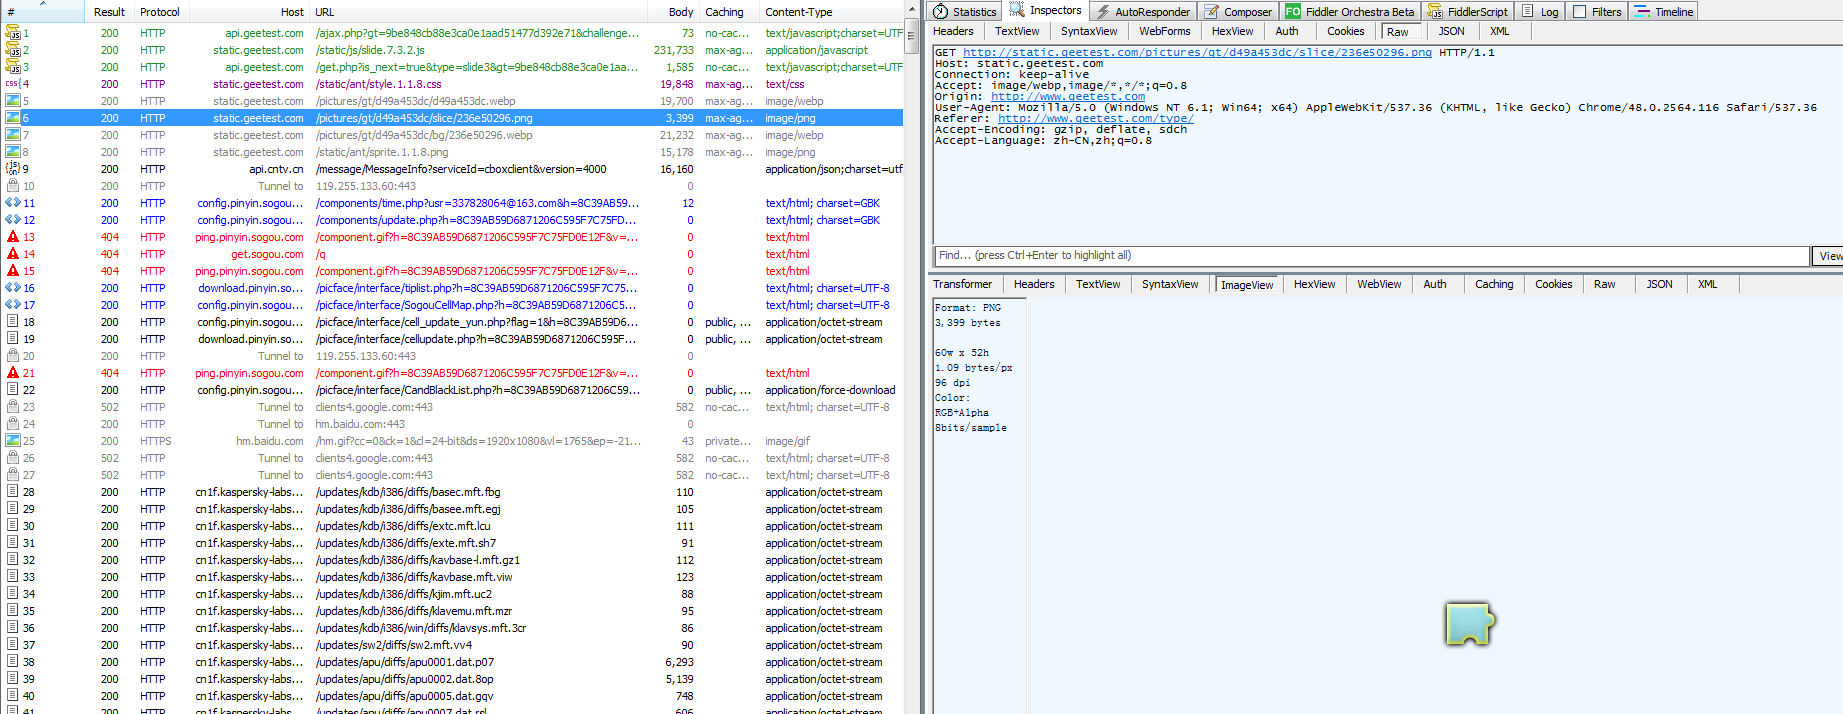 # Result Protocol Host URL Body Caching Content-Type
1 200 HTTP api.geetest.com /ajax.php?gt=9be848cb88e3ca0e1aad51477d392e71&challenge... 73 no-cac... text/javascript;charset=UTF
2 200 HTTP static.geetest.com /static/js/slide.7.3.2.js 231,733 max-ag... application/javascript
3 200 HTTP api.geetest.com /get.php?is_next=true&type=slide3&gt=9be848cb88e3ca0e1aa... 1,585 no-cac... text/javascript;charset=UTF
4 200 HTTP static.geetest.com /static/ant/style.1.1.8.css 19,848 max-ag... text/css
5 200 HTTP static.geetest.com /pictures/gt/d49a453dc/d49a453dc.webp 19,700 max-ag... image/webp
6 200 HTTP static.geetest.com /pictures/gt/d49a453dc/slice/236e50296.png 3,399 max-ag... image/png
7 200 HTTP static.geetest.com /pictures/gt/d49a453dc/bg/236e50296.webp 21,232 max-ag... image/webp
8 200 HTTP static.geetest.com /static/ant/sprite.1.1.8.png 15,178 max-ag... image/png
9 200 HTTP api.cntv.cn /message/MessageInfo?serviceId=cboxclient&version=4000 16,160 application/json;charset=utf
10 200 HTTP Tunnel to 119.255.133.60:443 0
11 200 HTTP config.pinyin.sogou... /components/time.php?usr=337828064@163.com&h=8C39AB59... 12 text/html; charset=GBK
12 200 HTTP config.pinyin.sogou... /components/update.php?h=8C39AB59D6871206C595F7C75FD... 0 text/html; charset=GBK
13 404 HTTP ping.pinyin.sogou.com /component.gif?h=8C39AB59D6871206C595F7C75FD0E12F&v=... 0 text/html
14 404 HTTP get.sogou.com /q 0 text/html
15 404 HTTP ping.pinyin.sogou.com /component.gif?h=8C39AB59D6871206C595F7C75FD0E12F&v=... 0 text/html
16 200 HTTP download.pinyin.so... /picface/interface/tiplist.php?h=8C39AB59D6871206C595F7C75... 0 text/html; charset=UTF-8
17 200 HTTP config.pinyin.sogou... /picface/interface/SogouCellMap.php?h=8C39AB59D6871206C5... 0 text/html; charset=UTF-8
18 200 HTTP config.pinyin.sogou... /picface/interface/cell_update_yun.php?flag=1&h=8C39AB59D6... 0 public, ... application/octet-stream
19 200 HTTP download.pinyin.so... /picface/interface/cellupdate.php?h=8C39AB59D6871206C595F... 0 public, ... application/octet-stream
20 200 HTTP Tunnel to 119.255.133.60:443 0
21 404 HTTP ping.pinyin.sogou.com /component.gif?h=8C39AB59D6871206C595F7C75FD0E12F&v=... 0 text/html
22 200 HTTP config.pinyin.sogou... /picface/interface/CandBlackList.php?h=8C39AB59D6871206C59... 0 public, ... application/force-download
23 502 HTTP Tunnel to clients4.google.com:443 582 no-cac... text/html; charset=UTF-8
24 200 HTTP Tunnel to hm.baidu.com:443 0
25 200 HTTPS hm.baidu.com /hm.gif?cc=0&ck=1&cl=24-bit&ds=1920x1080&vl=1765&ep=-21... 43 private... image/gif
26 502 HTTP Tunnel to clients4.google.com:443 582 no-cac... text/html; charset=UTF-8
27 502 HTTP Tunnel to clients4.google.com:443 582 no-cac... text/html; charset=UTF-8
28 200 HTTP cn1f.kaspersky-labs... /updates/kdb/i386/diffs/basec.mft.fbg 110 application/octet-stream
29 200 HTTP cn1f.kaspersky-labs... /updates/kdb/i386/diffs/basee.mft.egj 105 application/octet-stream
30 200 HTTP cn1f.kaspersky-labs... /updates/kdb/i386/diffs/extc.mft.lcu 111 application/octet-stream
31 200 HTTP cn1f.kaspersky-labs... /updates/kdb/i386/diffs/exte.mft.sh7 91 application/octet-stream
32 200 HTTP cn1f.kaspersky-labs... /updates/kdb/i386/diffs/kavbase-l.mft.gz1 112 application/octet-stream
33 200 HTTP cn1f.kaspersky-labs... /updates/kdb/i386/diffs/kavbase.mft.viw 123 application/octet-stream
34 200 HTTP cn1f.kaspersky-labs... /updates/kdb/i386/diffs/kjim.mft.uc2 88 application/octet-stream
35 200 HTTP cn1f.kaspersky-labs... /updates/kdb/i386/diffs/klavemu.mft.mzr 95 application/octet-stream
36 200 HTTP cn1f.kaspersky-labs... /updates/kdb/i386/win/diffs/klavsys.mft.3cr 86 application/octet-stream
37 200 HTTP cn1f.kaspersky-labs... /updates/sw2/diffs/sw2.mft.vv4 90 application/octet-stream
38 200 HTTP cn1f.kaspersky-labs... /updates/apu/diffs/apu0001.dat.p07 6,293 application/octet-stream
39 200 HTTP cn1f.kaspersky-labs... /updates/apu/diffs/apu0002.dat.8op 5,139 application/octet-stream
40 200 HTTP cn1f.kaspersky-labs... /updates/apu/diffs/apu0005.dat.gqv 748 application/octet-stream
41 200 HTTP cn1f.kaspersky-labs... /updates/apu/diffs/apu0007.dat.rsl 606 application/octet-stream
Statistics Inspectors AutoResponder Composer FO Fiddler Orchestra Beta FiddlerScript Log Filters Timeline
Headers TextView SyntaxView WebForms HexView Auth Cookies Raw JSON XML
GET http://static.geetest.com/pictures/gt/d49a453dc/slice/236e50296.png HTTP/1.1
Host: static.geetest.com
Connection: keep-alive
Accept: image/webp,image/*,*/*;q=0.8
Origin: http://www.geetest.com
User-Agent: Mozilla/5.0 (Windows NT 6.1; Win64; x64) AppleWebKit/537.36 (KHTML, like Gecko) Chrome/48.0.2564.116 Safari/537.36
Referer: http://www.geetest.com/type/
Accept-Encoding: gzip, deflate, sdch
Accept-Language: zh-CN,zh;q=0.8
Find... (press Ctrl+Enter to highlight all) View
Transformer Headers TextView SyntaxView ImageView HexView WebView Auth Caching Cookies Raw JSON XML
Format: PNG
3,399 bytes
60w x 52h
1.09 bytes/px
96 dpi
Color:
RGB+Alpha
8bits/sample